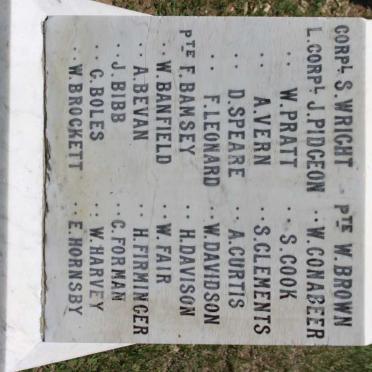 CORPL S. WRIGHT PTE W. BROWN
L. CORPL J. PIDGEON .. W. CONABEER
.. W. PRATT .. S. COOK
.. A. VERN .. S. CLEMENTS
.. D. SPEARE .. A. CURTIS
.. F. LEONARD .. W. DAVIDSON
PTE F. BAMSEY .. H. DAVISON
.. W. BANFIELD .. W. FAIR
.. A. BEVAN .. H. FIRMINGER
.. J. BIBB .. C. FORMAN
.. C. BOLES .. W. HARVEY
.. W. BROCKETT .. E. HORNSBY